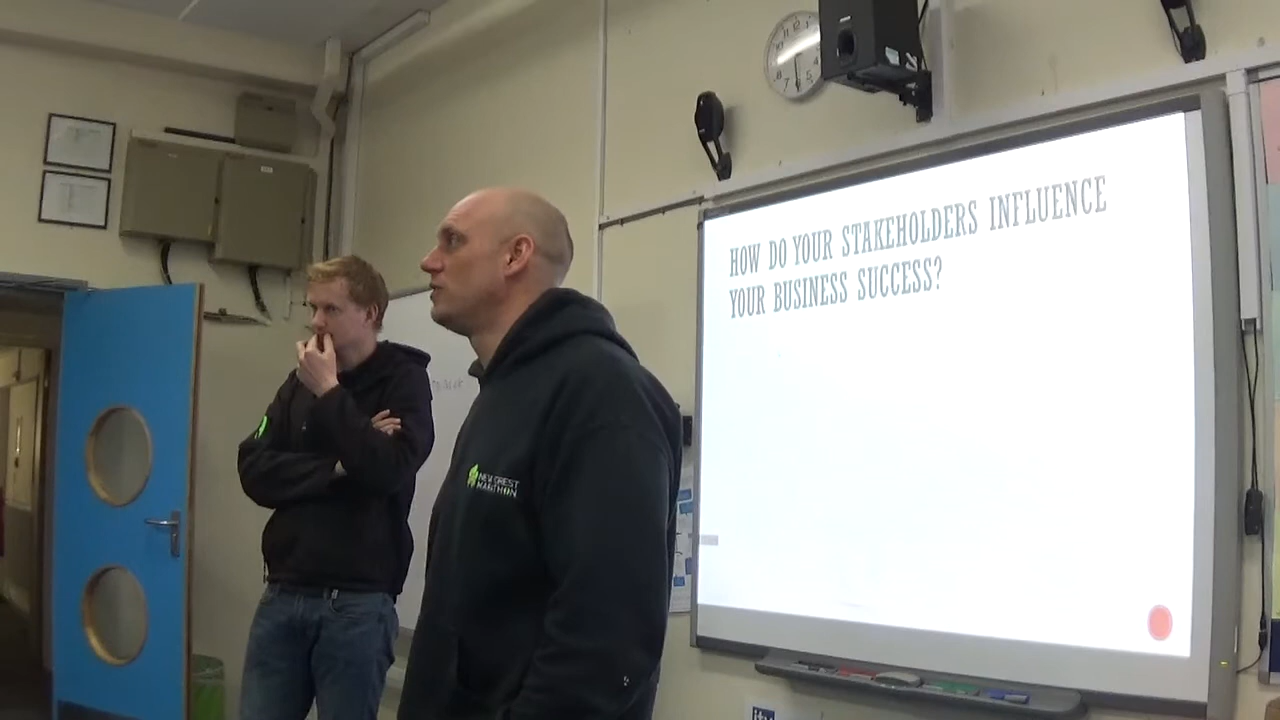 HOW DO YOUR STAKEHOLDERS INFLUENCE
YOUR BUSINESS SUCCESS?
NEW FOREST
MARATHON